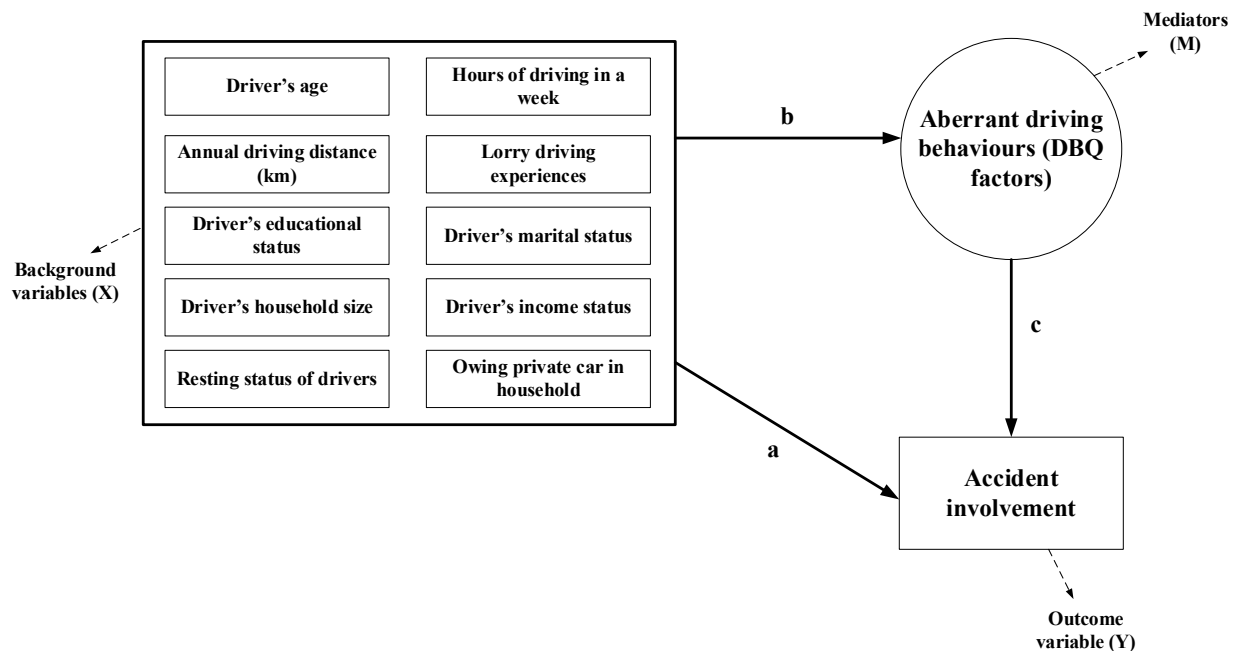 Mediators
(M)
Driver's age
Hours of driving in a
week
b
Aberrant driving
behaviours (DBQ
factors)
Annual driving distance
(km)
Lorry driving
experiences
Driver's educational
status
Driver's marital status
Background
variables (X)
Driver's household size
Driver's income status
c
Resting status of drivers
Owing private car in
household
a
Accident
involvement
Outcome
variable (Y)